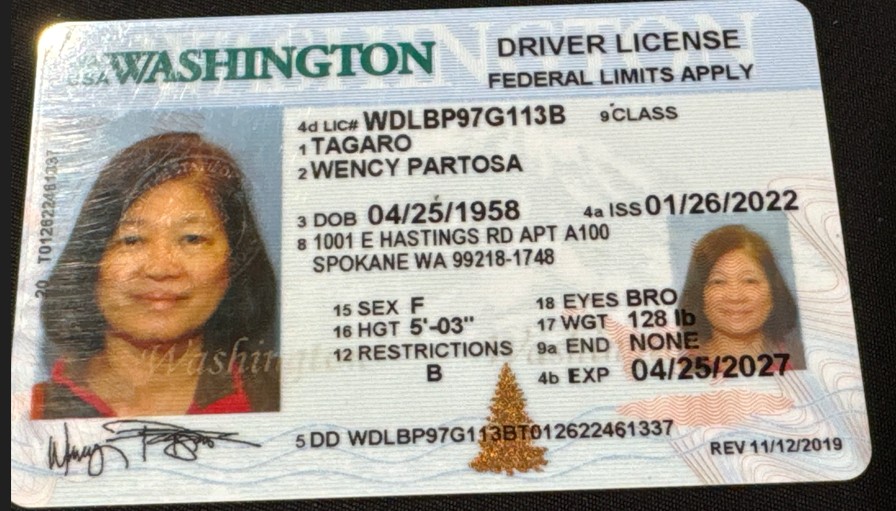 USA WASHINGTON
DRIVER LICENSE
FEDERAL LIMITS APPLY
4d LIC# WDLBP97G113B 9 CLASS
1 TAGARO
2 WENCY PARTOSA
3 DOB 04/25/1958 4a ISS 01/26/2022
8 1001 E HASTINGS RD APT A100
SPOKANE WA 99218-1748
15 SEX F 18 EYES BRO
16 HGT 5'-03" 17 WGT 128 lb
12 RESTRICTIONS 9a END NONE
B 4b EXP 04/25/2027
Washington
5 DD WDLBP97G113BT012622461337
REV 11/12/2019
20 T012622461337